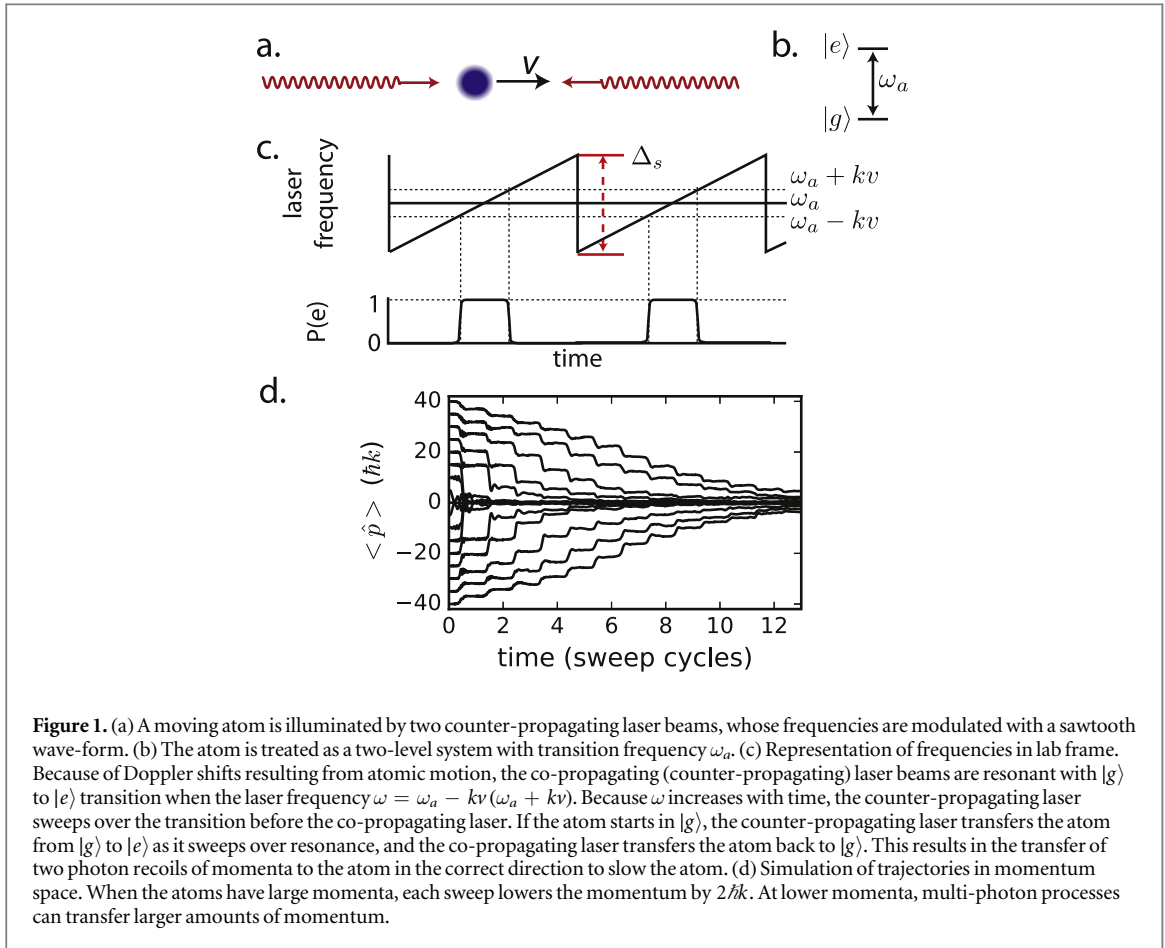 a.
v
b.
|e⟩
ω_a
|g⟩
c.
laser
frequency
Δ_s
ω_a + kv
ω_a
ω_a − kv
P(e)
1
0
time
d.
< p̂ > (ħk)
40
20
0
−20
−40
0 2 4 6 8 10 12
time (sweep cycles)
Figure 1. (a) A moving atom is illuminated by two counter-propagating laser beams, whose frequencies are modulated with a sawtooth
wave-form. (b) The atom is treated as a two-level system with transition frequency ω_a. (c) Representation of frequencies in lab frame.
Because of Doppler shifts resulting from atomic motion, the co-propagating (counter-propagating) laser beams are resonant with |g⟩
to |e⟩ transition when the laser frequency ω = ω_a − kv (ω_a + kv). Because ω increases with time, the counter-propagating laser
sweeps over the transition before the co-propagating laser. If the atom starts in |g⟩, the counter-propagating laser transfers the atom
from |g⟩ to |e⟩ as it sweeps over resonance, and the co-propagating laser transfers the atom back to |g⟩. This results in the transfer of
two photon recoils of momenta to the atom in the correct direction to slow the atom. (d) Simulation of trajectories in momentum
space. When the atoms have large momenta, each sweep lowers the momentum by 2ħk. At lower momenta, multi-photon processes
can transfer larger amounts of momentum.